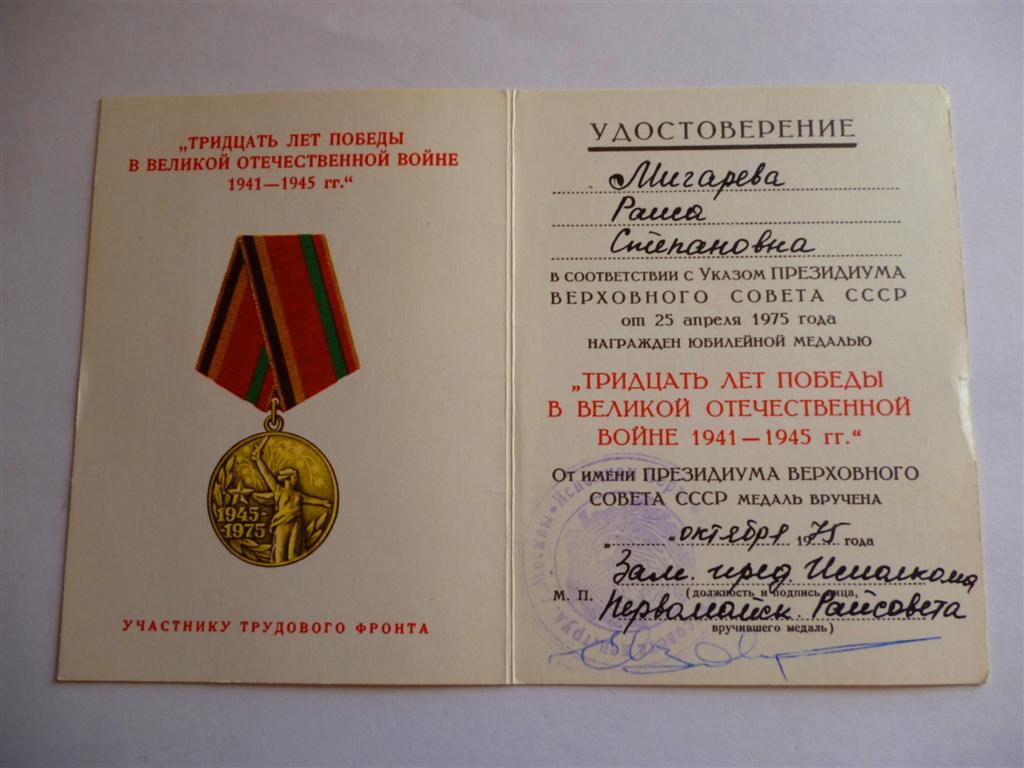 „ТРИДЦАТЬ ЛЕТ ПОБЕДЫ
В ВЕЛИКОЙ ОТЕЧЕСТВЕННОЙ ВОЙНЕ
1941—1945 гг.“
1945-
-1975
УЧАСТНИКУ ТРУДОВОГО ФРОНТА
УДОСТОВЕРЕНИЕ
Мигарева
Раиса
Степановна
в соответствии с Указом ПРЕЗИДИУМА
ВЕРХОВНОГО СОВЕТА СССР
от 25 апреля 1975 года
награжден юбилейной медалью
„ТРИДЦАТЬ ЛЕТ ПОБЕДЫ
В ВЕЛИКОЙ ОТЕЧЕСТВЕННОЙ
ВОЙНЕ 1941—1945 гг.“
От имени ПРЕЗИДИУМА ВЕРХОВНОГО
СОВЕТА СССР медаль вручена
„ “ октября 1975 года
Зам. пред. Исполкома
М. П. (должность и подпись лица,
Первомайск. Райсовета
вручившего медаль)
г. Москвы * Исполком